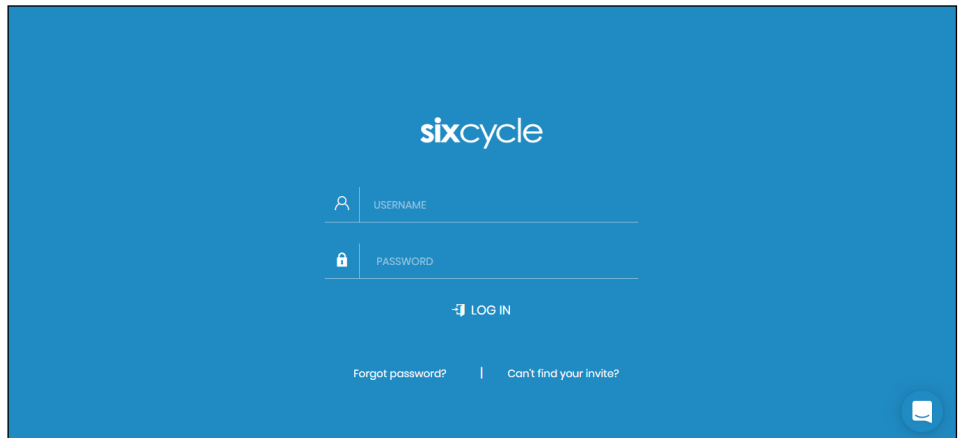 sixcycle
USERNAME
PASSWORD
LOG IN
Forgot password? | Can't find your invite?